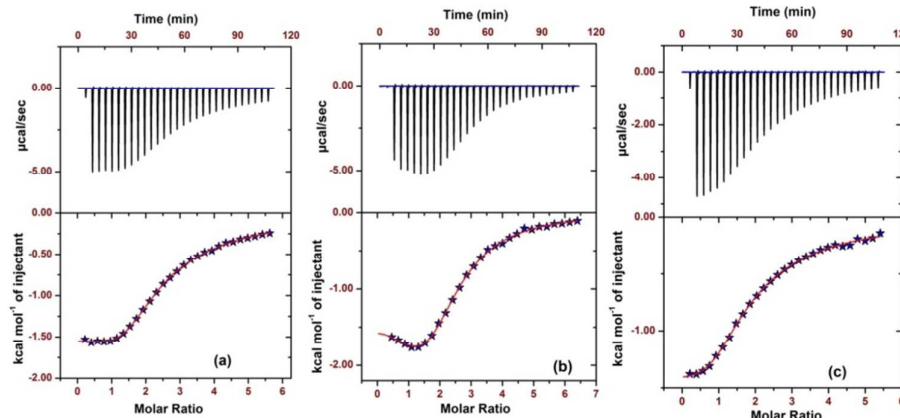 Time (min)
0 30 60 90 120
0.00
-5.00
µcal/sec
0.00
-0.50
-1.00
-1.50
-2.00
kcal mol⁻¹ of injectant
(a)
0 1 2 3 4 5 6
Molar Ratio
Time (min)
0 30 60 90 120
0.00
-5.00
µcal/sec
0.00
-1.00
-2.00
kcal mol⁻¹ of injectant
(b)
0 1 2 3 4 5 6 7
Molar Ratio
Time (min)
0 30 60 90
0.00
-2.00
-4.00
µcal/sec
0.00
-1.00
kcal mol⁻¹ of injectant
(c)
0 1 2 3 4 5
Molar Ratio